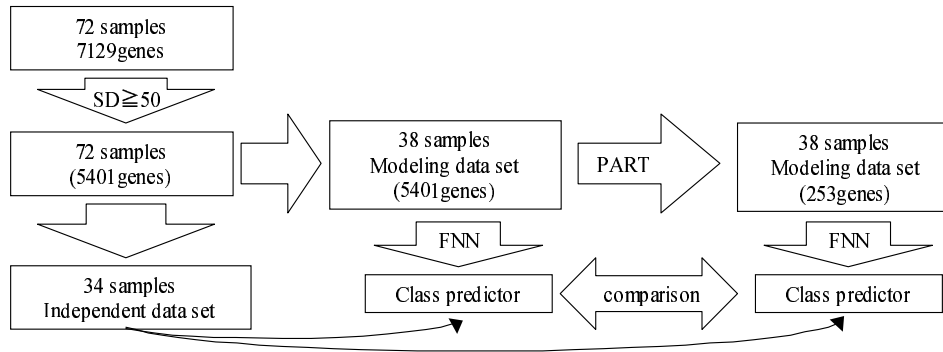 72 samples
7129genes
SD≧50
72 samples
(5401genes)
38 samples
Modeling data set
(5401genes)
PART
38 samples
Modeling data set
(253genes)
FNN
FNN
34 samples
Independent data set
Class predictor
comparison
Class predictor